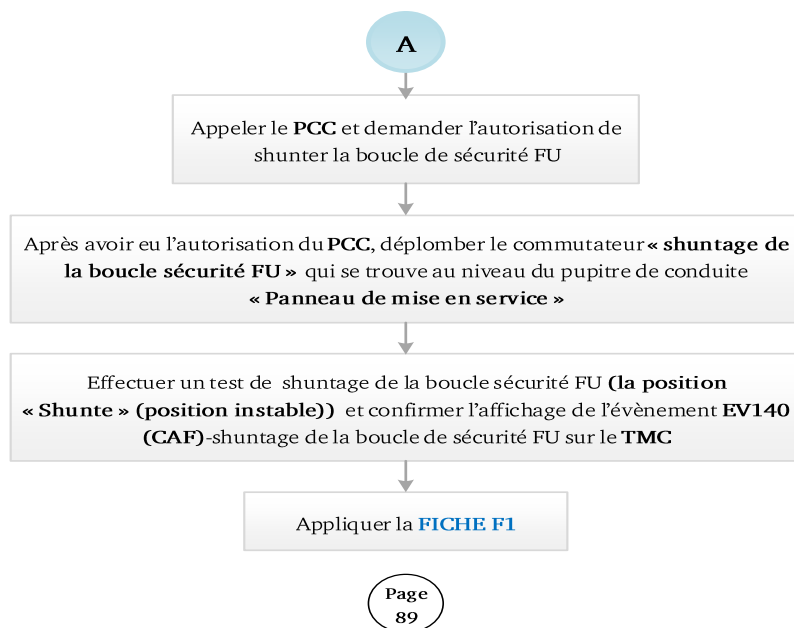 A
Appeler le PCC et demander l'autorisation de
shunter la boucle de sécurité FU
Après avoir eu l'autorisation du PCC, déplomber le commutateur « shuntage de
la boucle sécurité FU » qui se trouve au niveau du pupitre de conduite
« Panneau de mise en service »
Effectuer un test de shuntage de la boucle sécurité FU (la position
« Shunte » (position instable)) et confirmer l'affichage de l'évènement EV140
(CAF)-shuntage de la boucle de sécurité FU sur le TMC
Appliquer la FICHE F1
Page
89